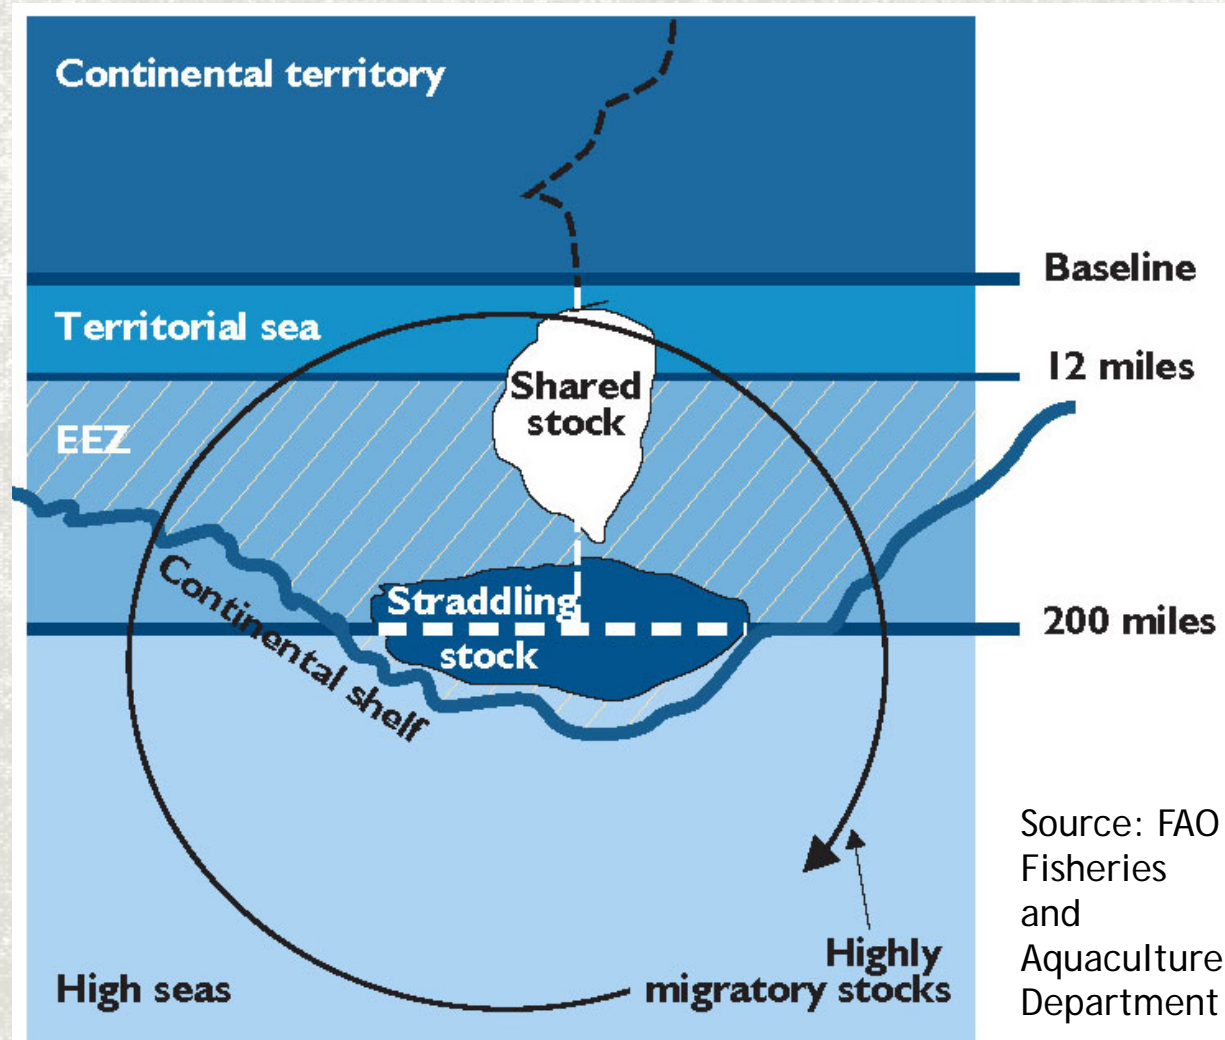 Continental territory
Baseline
Territorial sea
12 miles
Shared
stock
EEZ
Continental shelf
Straddling
stock
200 miles
Source: FAO
Fisheries
and
Aquaculture
Department
Highly
migratory stocks
High seas